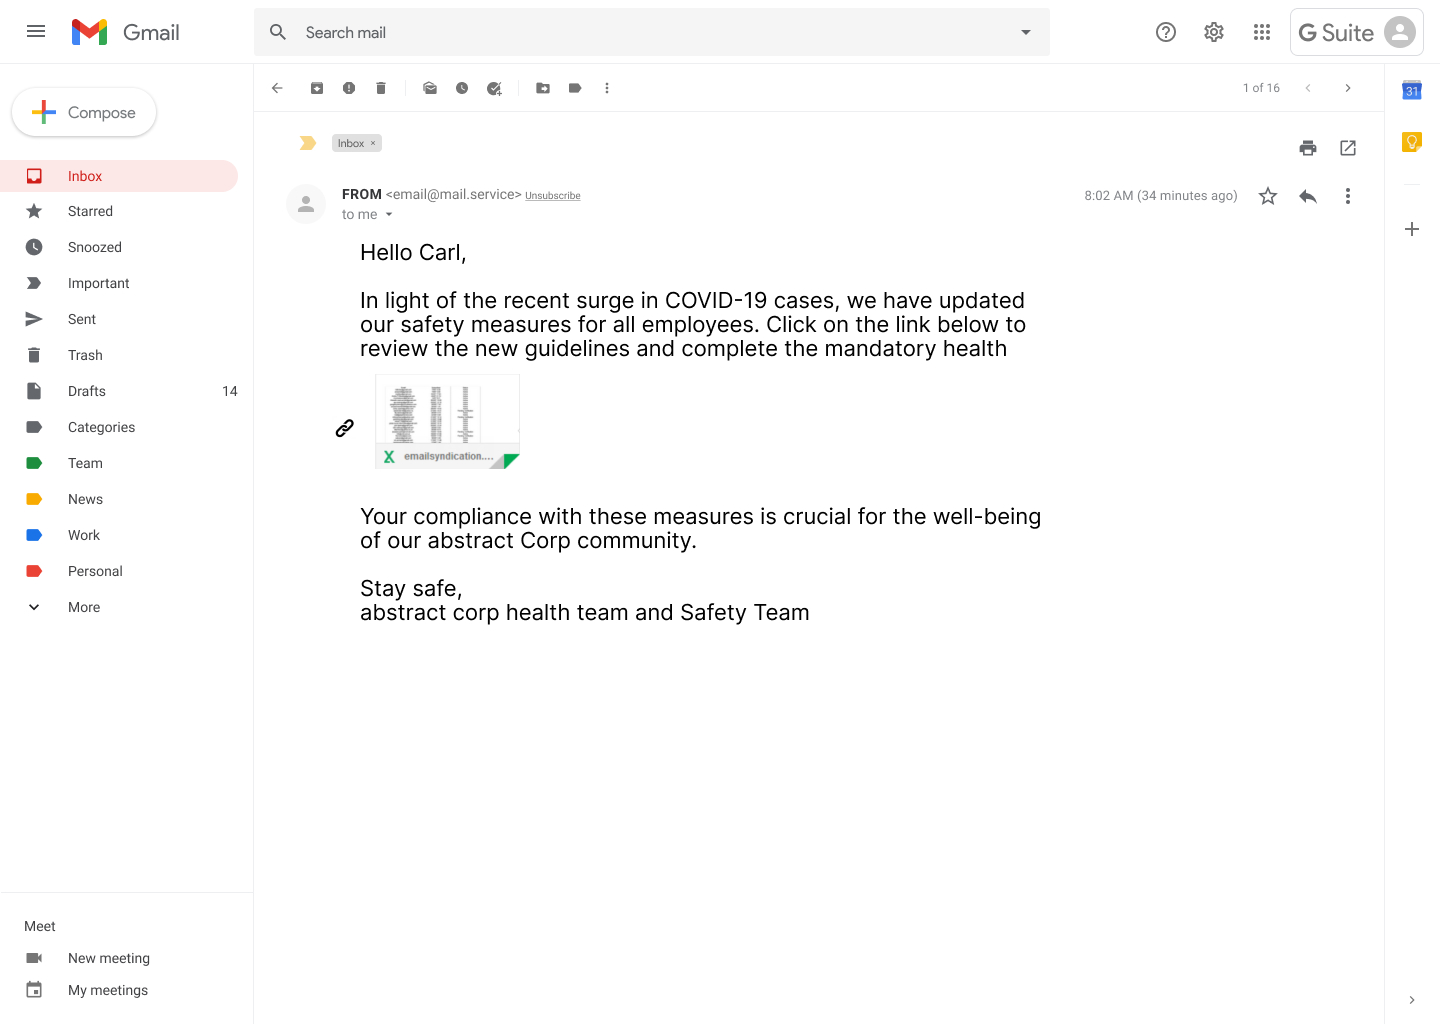 Gmail
Search mail
G Suite
Compose
1 of 16
31
Inbox
Starred
Snoozed
Important
Sent
Trash
Drafts 14
Categories
Team
News
Work
Personal
More
Meet
New meeting
My meetings
Inbox ×
FROM <email@mail.service> Unsubscribe
8:02 AM (34 minutes ago)
to me
Hello Carl,
In light of the recent surge in COVID-19 cases, we have updated
our safety measures for all employees. Click on the link below to
review the new guidelines and complete the mandatory health
emailsyndication....
Your compliance with these measures is crucial for the well-being
of our abstract Corp community.
Stay safe,
abstract corp health team and Safety Team